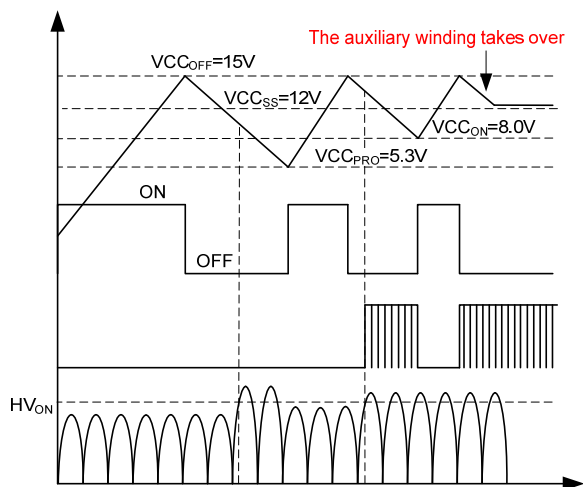 The auxiliary winding takes over
VCCOFF=15V
VCCSS=12V
VCCON=8.0V
VCCPRO=5.3V
ON
OFF
HVON